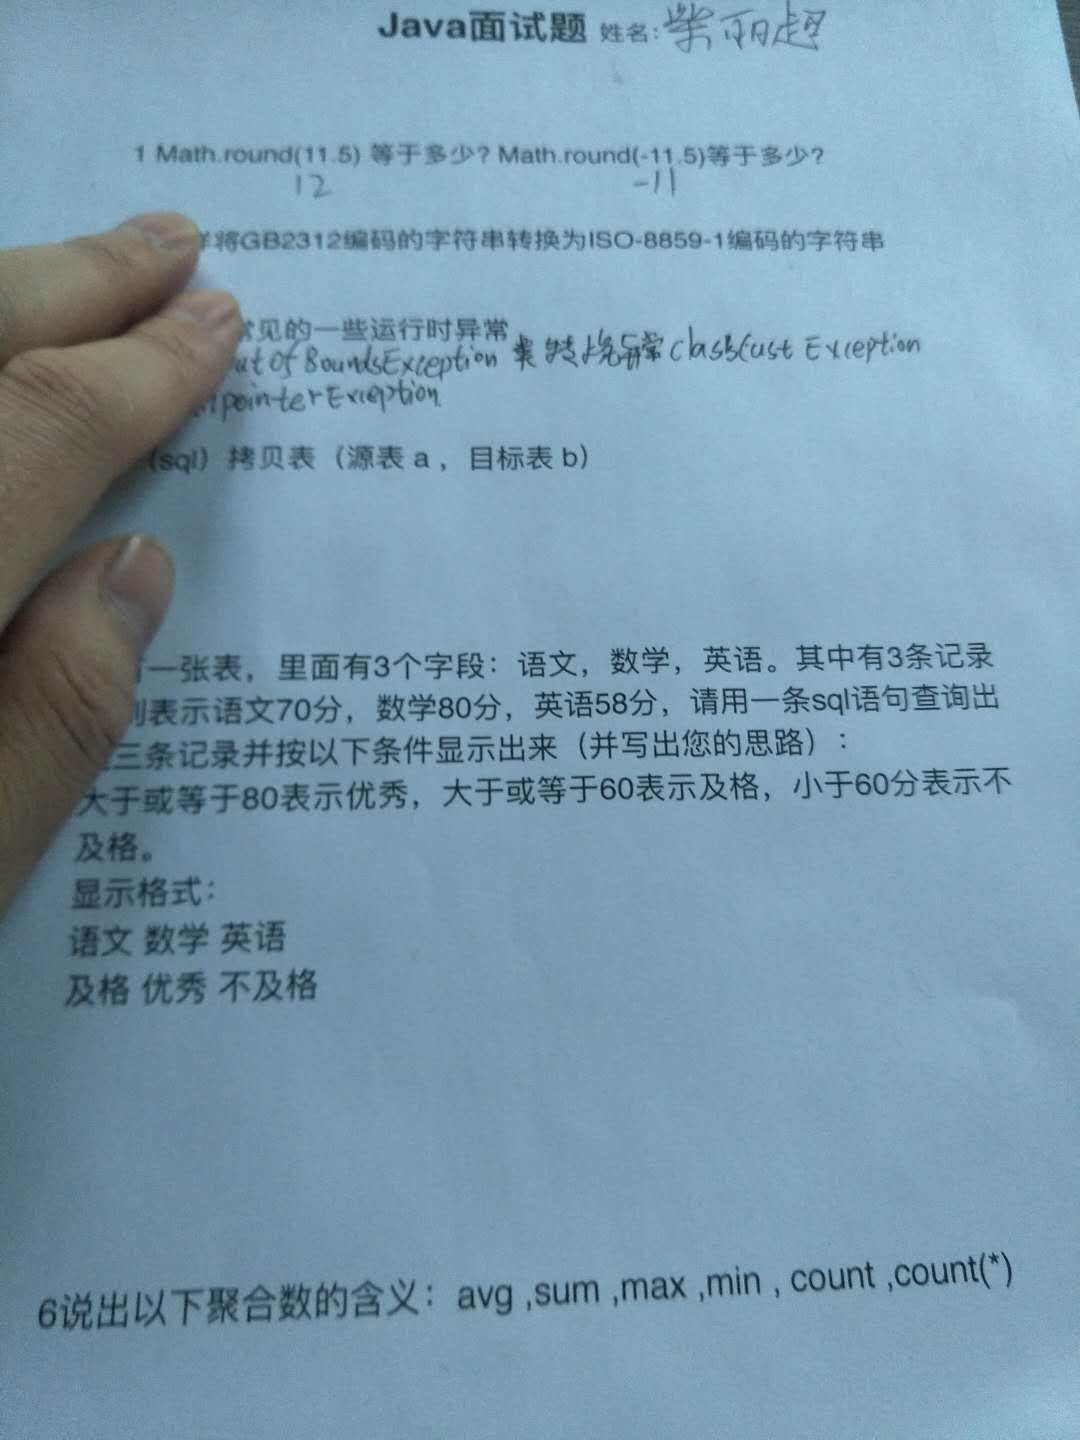 Java面试题 姓名:柴丽超
1 Math.round(11.5) 等于多少? Math.round(-11.5)等于多少?
12 -11
将GB2312编码的字符串转换为ISO-8859-1编码的字符串
常见的一些运行时异常
utOfBoundsException 类转换异常 ClassCastException
pointerException
(sql) 拷贝表 (源表 a , 目标表 b)
一张表, 里面有3个字段: 语文, 数学, 英语。其中有3条记录
别表示语文70分, 数学80分, 英语58分, 请用一条sql语句查询出
三条记录并按以下条件显示出来 (并写出您的思路) :
大于或等于80表示优秀, 大于或等于60表示及格, 小于60分表示不
及格。
显示格式:
语文 数学 英语
及格 优秀 不及格
6说出以下聚合数的含义: avg ,sum ,max ,min , count ,count(*)